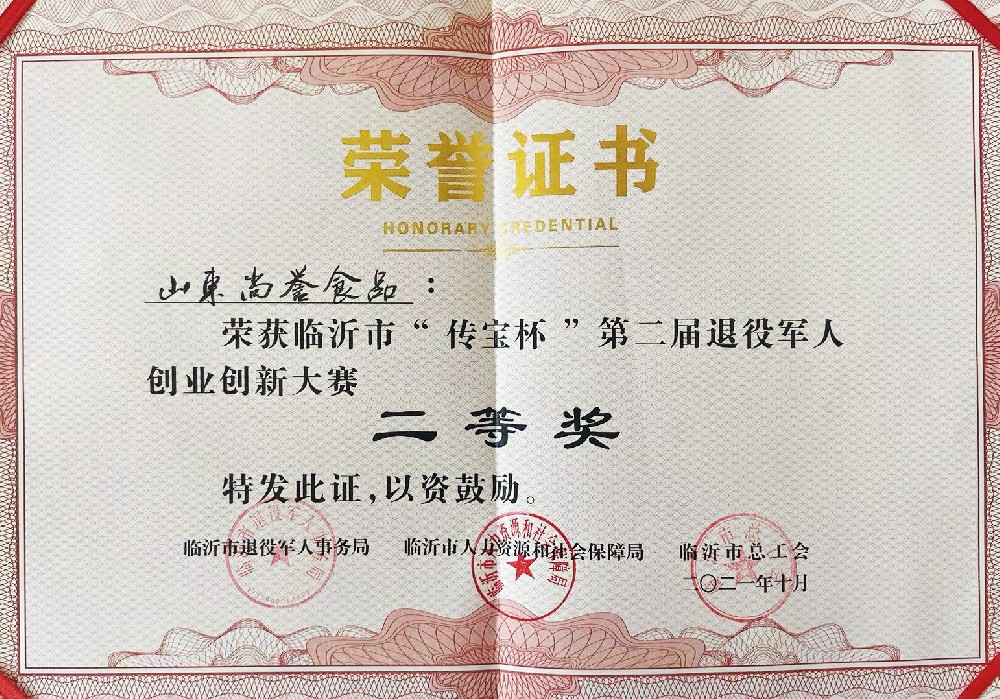 荣誉证书
HONORARY CREDENTIAL
山东尚誉食品：
荣获临沂市“传宝杯”第二届退役军人
创业创新大赛
二等奖
特发此证,以资鼓励。
临沂市退役军人事务局 临沂市人力资源和社会保障局 临沂市总工会
二〇二一年十月